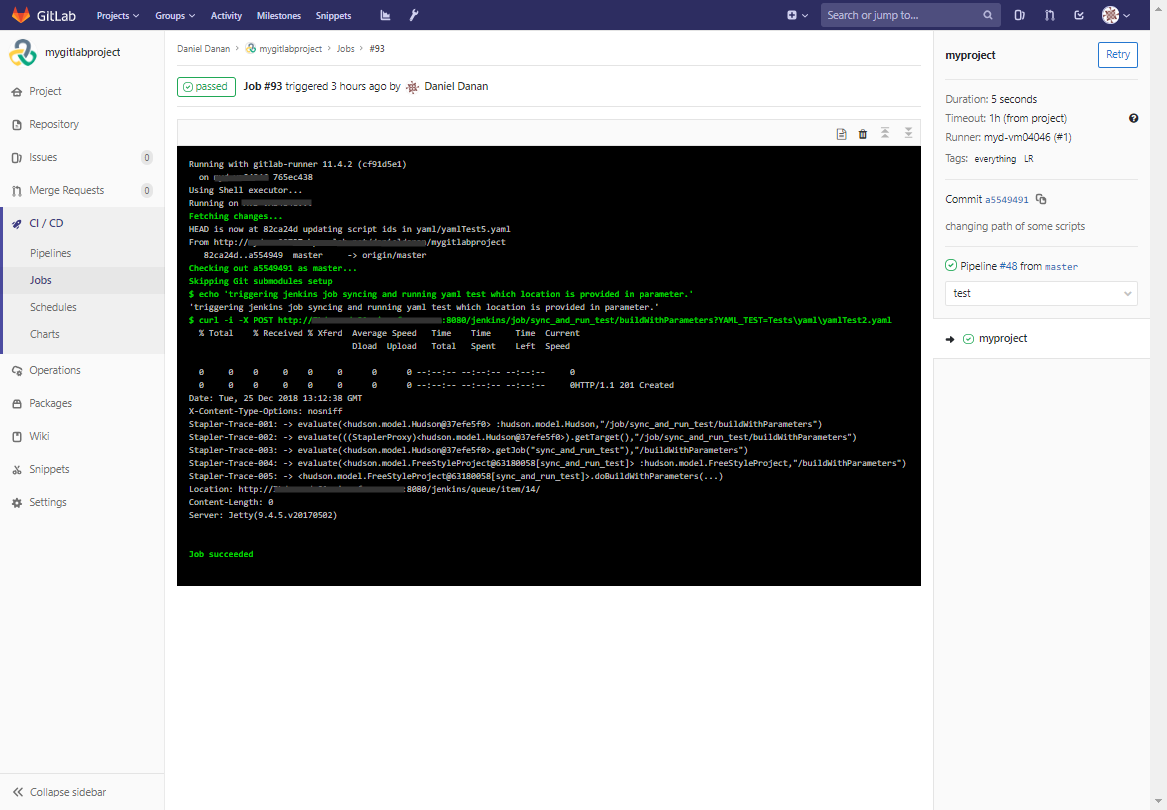 GitLab Projects Groups Activity Milestones Snippets Search or jump to...
mygitlabproject
Project
Repository
Issues 0
Merge Requests 0
CI / CD
Pipelines
Jobs
Schedules
Charts
Operations
Packages
Wiki
Snippets
Settings
Collapse sidebar
Daniel Danan > mygitlabproject > Jobs > #93
passed Job #93 triggered 3 hours ago by Daniel Danan
Running with gitlab-runner 11.4.2 (cf91d5e1)
on 765ec438
Using Shell executor...
Running on
Fetching changes...
HEAD is now at 82ca24d updating script ids in yaml/yamlTest5.yaml
From http:// /mygitlabproject
82ca24d..a554949 master -> origin/master
Checking out a5549491 as master...
Skipping Git submodules setup
$ echo 'triggering jenkins job syncing and running yaml test which location is provided in parameter.'
'triggering jenkins job syncing and running yaml test which location is provided in parameter.'
$ curl -i -X POST http:// :8080/jenkins/job/sync_and_run_test/buildWithParameters?YAML_TEST=Tests\yaml\yamlTest2.yaml
% Total % Received % Xferd Average Speed Time Time Time Current
Dload Upload Total Spent Left Speed
0 0 0 0 0 0 0 0 --:--:-- --:--:-- --:--:-- 0
0 0 0 0 0 0 0 0 --:--:-- --:--:-- --:--:-- 0HTTP/1.1 201 Created
Date: Tue, 25 Dec 2018 13:12:38 GMT
X-Content-Type-Options: nosniff
Stapler-Trace-001: -> evaluate(<hudson.model.Hudson@37efe5f0> :hudson.model.Hudson,"/job/sync_and_run_test/buildWithParameters")
Stapler-Trace-002: -> evaluate(((StaplerProxy)<hudson.model.Hudson@37efe5f0>).getTarget(),"/job/sync_and_run_test/buildWithParameters")
Stapler-Trace-003: -> evaluate(<hudson.model.Hudson@37efe5f0>.getJob("sync_and_run_test"),"/buildWithParameters")
Stapler-Trace-004: -> evaluate(<hudson.model.FreeStyleProject@63180058[sync_and_run_test]> :hudson.model.FreeStyleProject,"/buildWithParameters")
Stapler-Trace-005: -> <hudson.model.FreeStyleProject@63180058[sync_and_run_test]>.doBuildWithParameters(...)
Location: http:// :8080/jenkins/queue/item/14/
Content-Length: 0
Server: Jetty(9.4.5.v20170502)
Job succeeded
myproject Retry
Duration: 5 seconds
Timeout: 1h (from project)
Runner: myd-vm04046 (#1)
Tags: everything LR
Commit a5549491
changing path of some scripts
Pipeline #48 from master
test
myproject